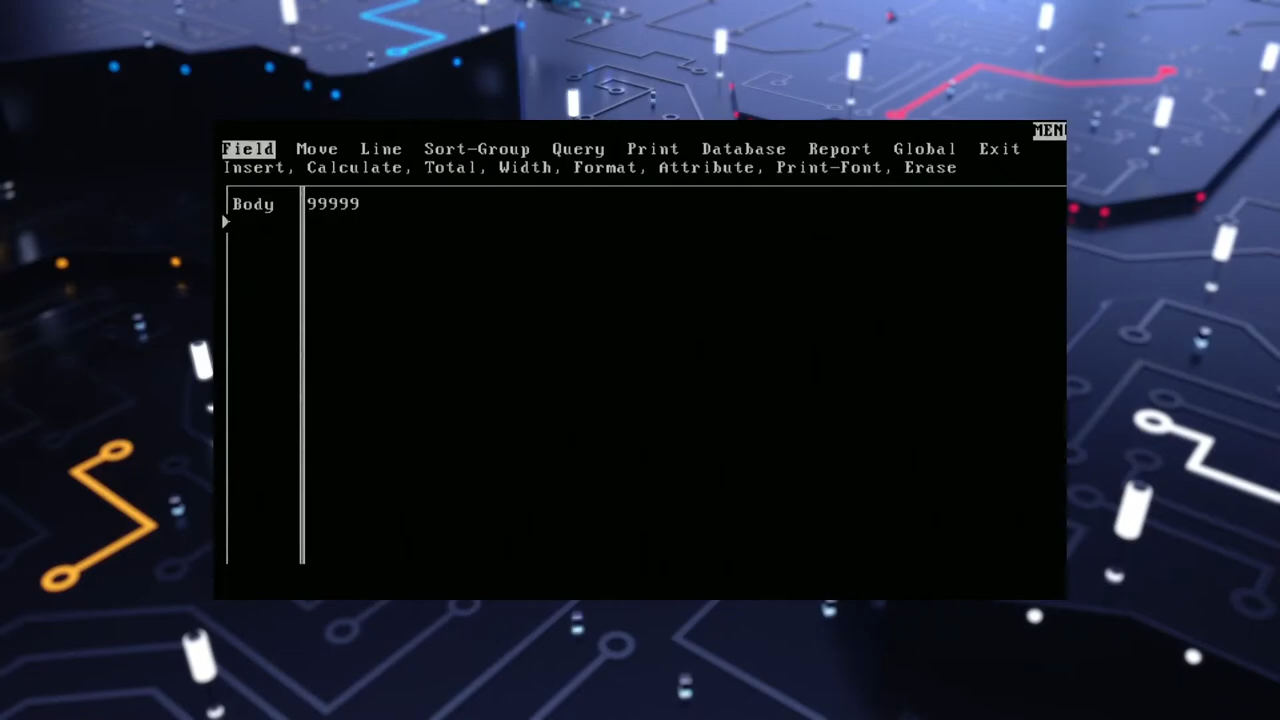 MENU
Field Move Line Sort-Group Query Print Database Report Global Exit
Insert, Calculate, Total, Width, Format, Attribute, Print-Font, Erase
Body 99999